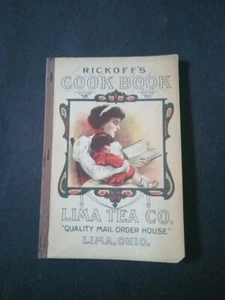 RICKOFF'S
COOK BOOK
LIMA TEA CO.
"QUALITY MAIL ORDER HOUSE"
LIMA, OHIO.